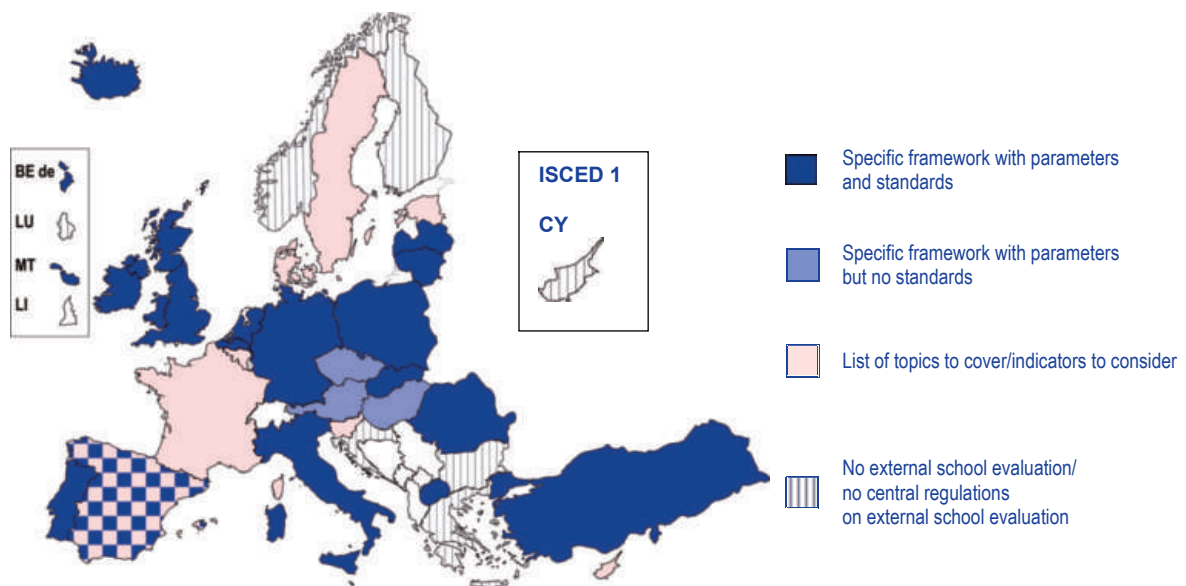 BE de
LU
MT
LI
ISCED 1
CY
Specific framework with parameters
and standards
Specific framework with parameters
but no standards
List of topics to cover/indicators to consider
No external school evaluation/
no central regulations
on external school evaluation